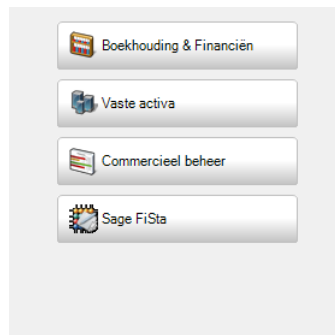 Boekhouding & Financiën
Vaste activa
Commercieel beheer
Sage FiSta